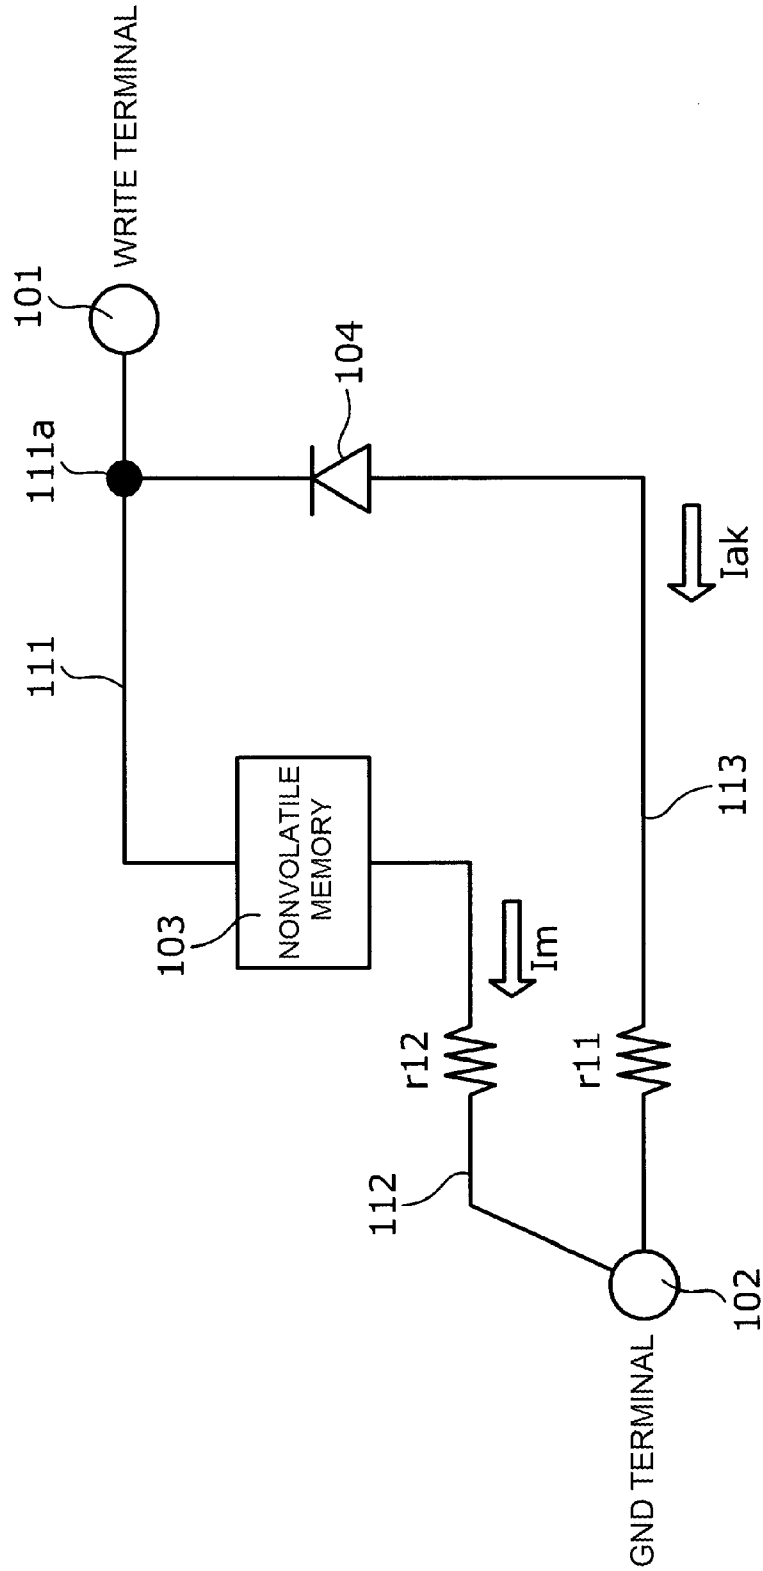 111
111a
101
WRITE TERMINAL
103
NONVOLATILE
MEMORY
104
112
r12
Im
r11
GND TERMINAL
102
113
Iak